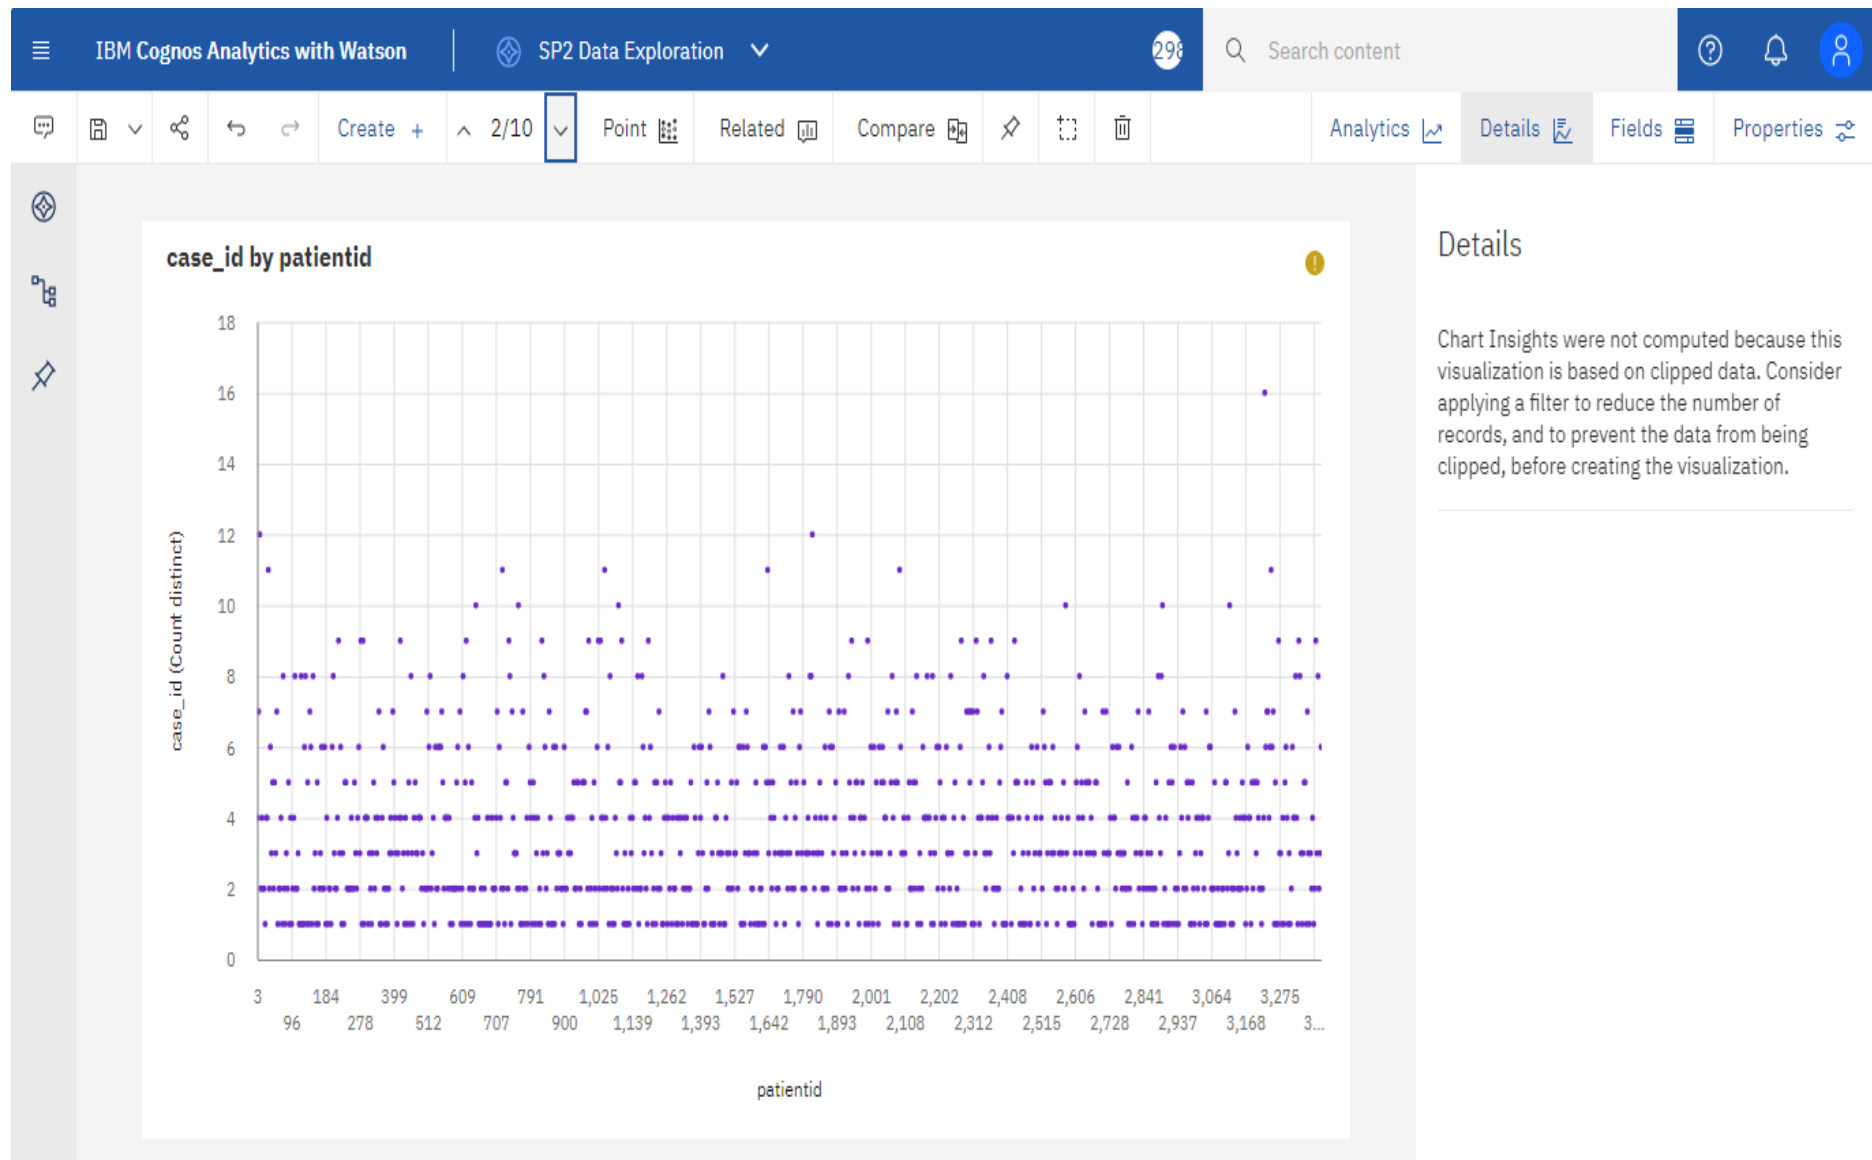 IBM Cognos Analytics with Watson
SP2 Data Exploration
298
Search content
Create +
2/10
Point
Related
Compare
Analytics
Details
Fields
Properties
case_id by patientid
18
16
14
12
10
8
6
4
2
0
case_id (Count distinct)
3 184 399 609 791 1,025 1,262 1,527 1,790 2,001 2,202 2,408 2,606 2,841 3,064 3,275
96 278 512 707 900 1,139 1,393 1,642 1,893 2,108 2,312 2,515 2,728 2,937 3,168 3...
patientid
Details
Chart Insights were not computed because this
visualization is based on clipped data. Consider
applying a filter to reduce the number of
records, and to prevent the data from being
clipped, before creating the visualization.